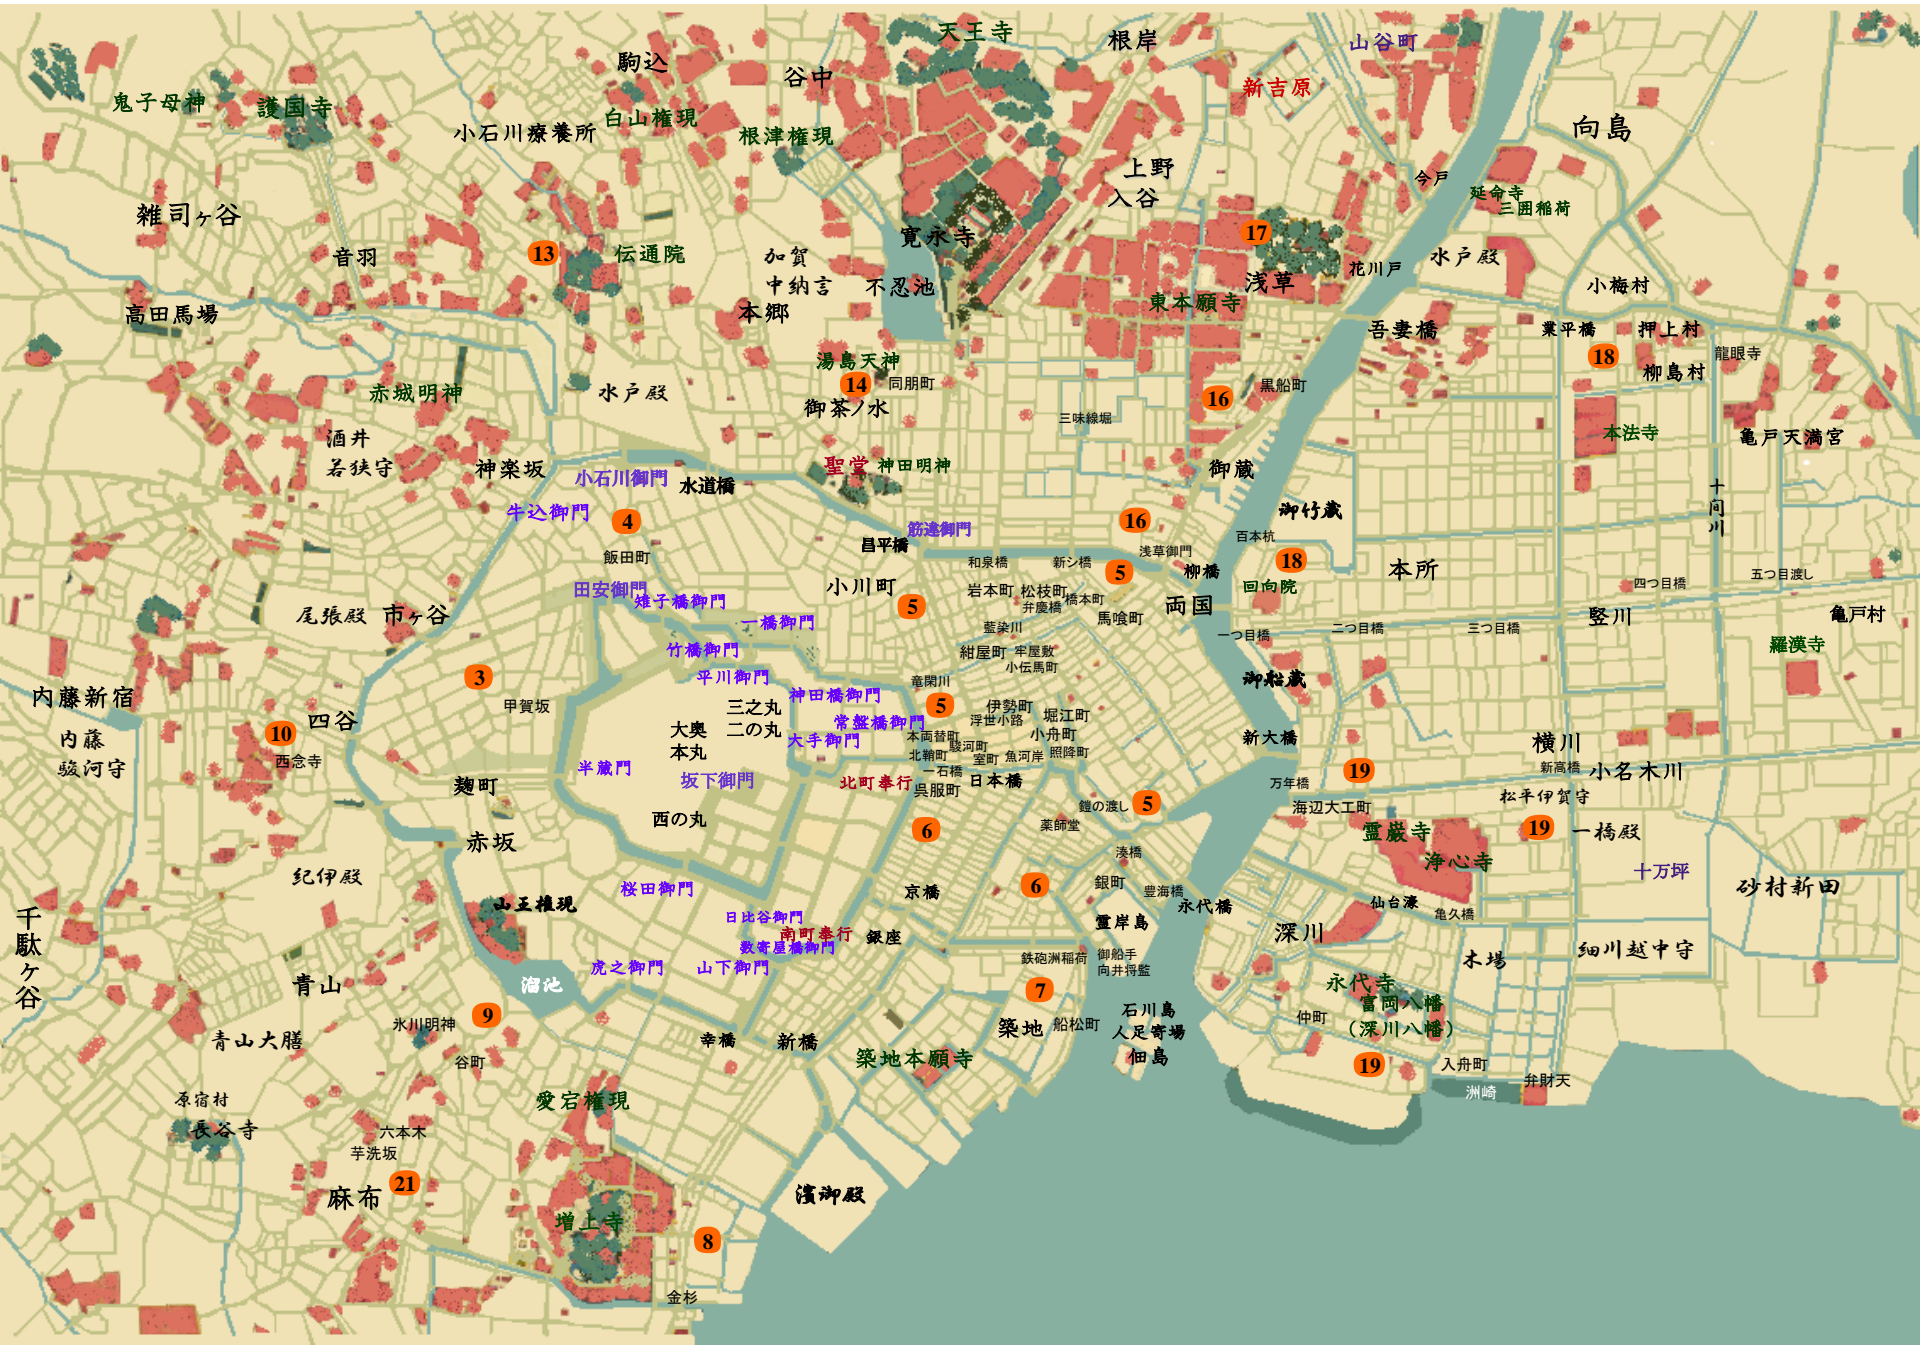 天王寺
根岸
山谷町
駒込
谷中
新吉原
鬼子母神
護国寺
白山権現
小石川療養所
根津権現
向島
上野
入谷
今戸
延命寺
三囲稲荷
雑司ヶ谷
音羽
13
伝通院
加賀
中納言
寛永寺
17
浅草
花川戸
水戸殿
不忍池
小梅村
東本願寺
高田馬場
本郷
吾妻橋
業平橋
押上村
18
龍眼寺
柳島村
湯島天神
14
同朋町
御茶ノ水
赤城明神
水戸殿
16
黒船町
三味線堀
本法寺
亀戸天満宮
酒井
若狭守
神楽坂
小石川御門
水道橋
聖堂
神田明神
御蔵
十間川
牛込御門
4
飯田町
昌平橋
筋違御門
16
御竹蔵
百本杭
和泉橋
新シ橋
浅草御門
5
柳橋
18
回向院
本所
四つ目橋
五つ目渡し
田安御門
雉子橋御門
小川町
5
岩本町
松枝町
弁慶橋
橋本町
馬喰町
両国
尾張殿
市ヶ谷
一橋御門
藍染川
一つ目橋
二つ目橋
三つ目橋
竪川
亀戸村
羅漢寺
竹橋御門
紺屋町
牢屋敷
小伝馬町
3
平川御門
竜閑川
御船蔵
内藤新宿
甲賀坂
神田橋御門
5
四谷
三之丸
二の丸
大奥
本丸
常盤橋御門
大手御門
伊勢町
浮世小路
堀江町
小舟町
10
西念寺
内藤
駿河守
本両替町
駿河町
北鞘町
室町
魚河岸
照降町
新大橋
横川
半蔵門
坂下御門
北町奉行
一石橋
呉服町
日本橋
19
新高橋
小名木川
麹町
万年橋
松平伊賀守
鎧の渡し
5
海辺大工町
西の丸
6
薬師堂
霊巌寺
19
一橋殿
赤坂
浄心寺
湊橋
十万坪
砂村新田
紀伊殿
桜田御門
京橋
6
銀町
豊海橋
永代橋
千駄ヶ谷
山王権現
日比谷御門
南町奉行
数寄屋橋御門
銀座
霊岸島
仙台濠
亀久橋
深川
細川越中守
木場
虎之御門
山下御門
鉄砲洲稲荷
御船手
向井将監
青山
溜池
7
永代寺
富岡八幡
（深川八幡）
9
氷川明神
築地
船松町
石川島
人足寄場
佃島
仲町
青山大膳
谷町
幸橋
新橋
築地本願寺
19
入舟町
弁財天
洲崎
原宿村
長谷寺
愛宕権現
六本木
芋洗坂
21
麻布
濱御殿
増上寺
8
金杉